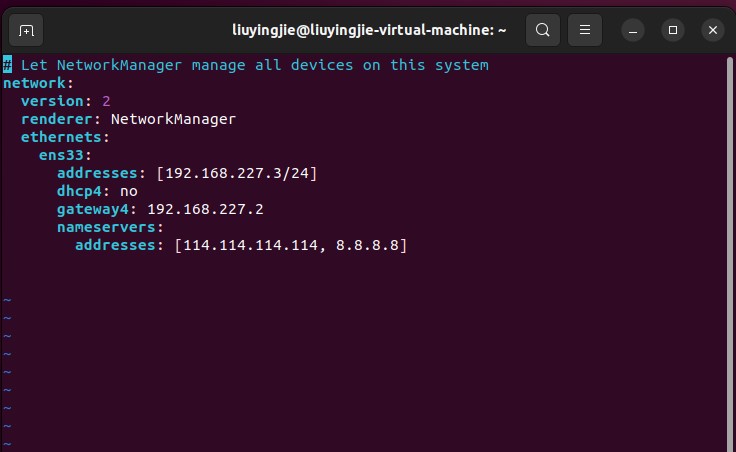 liuyingjie@liuyingjie-virtual-machine: ~
# Let NetworkManager manage all devices on this system
network:
  version: 2
  renderer: NetworkManager
  ethernets:
    ens33:
      addresses: [192.168.227.3/24]
      dhcp4: no
      gateway4: 192.168.227.2
      nameservers:
        addresses: [114.114.114.114, 8.8.8.8]
~
~
~
~
~
~
~
~
~